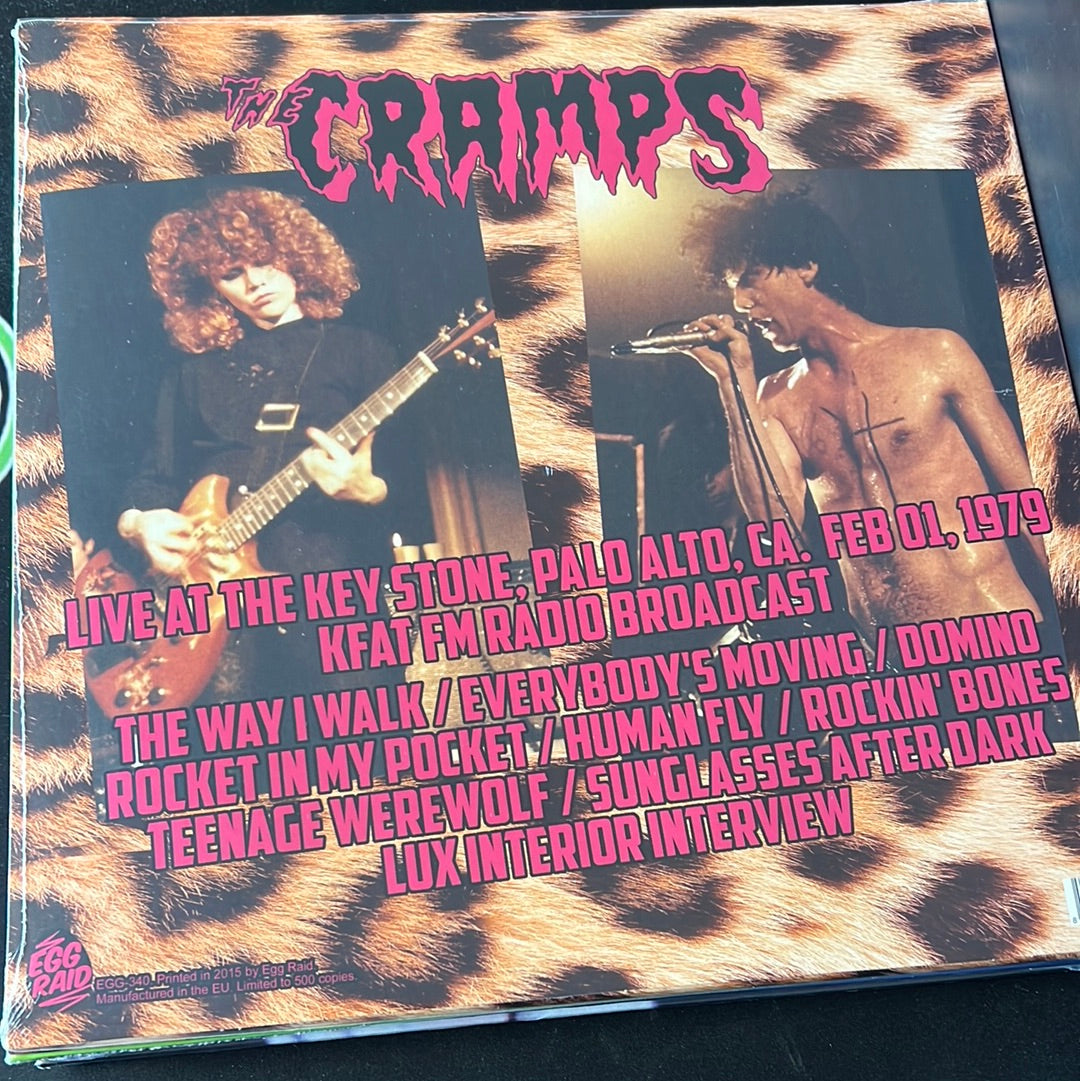 THE CRAMPS
LIVE AT THE KEY STONE, PALO ALTO, CA. FEB 01, 1979
KFAT FM RADIO BROADCAST
THE WAY I WALK / EVERYBODY'S MOVING / DOMINO
ROCKET IN MY POCKET / HUMAN FLY / ROCKIN' BONES
TEENAGE WEREWOLF / SUNGLASSES AFTER DARK
LUX INTERIOR INTERVIEW
EGG
RAID
EGG-340 Printed in 2015 by Egg Raid
Manufactured in the EU Limited to 500 copies.
8